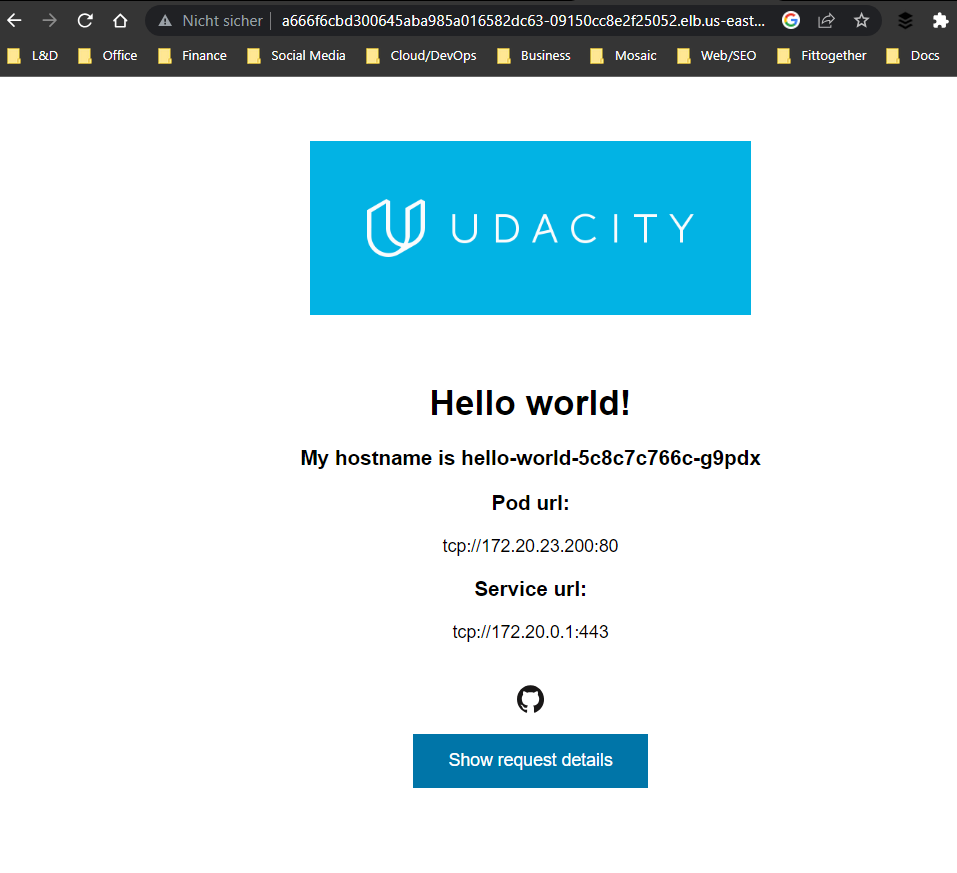 Nicht sicher a666f6cbd300645aba985a016582dc63-09150cc8e2f25052.elb.us-east...
L&D Office Finance Social Media Cloud/DevOps Business Mosaic Web/SEO Fittogether Docs
UDACITY
Hello world!
My hostname is hello-world-5c8c7c766c-g9pdx
Pod url:
tcp://172.20.23.200:80
Service url:
tcp://172.20.0.1:443
Show request details